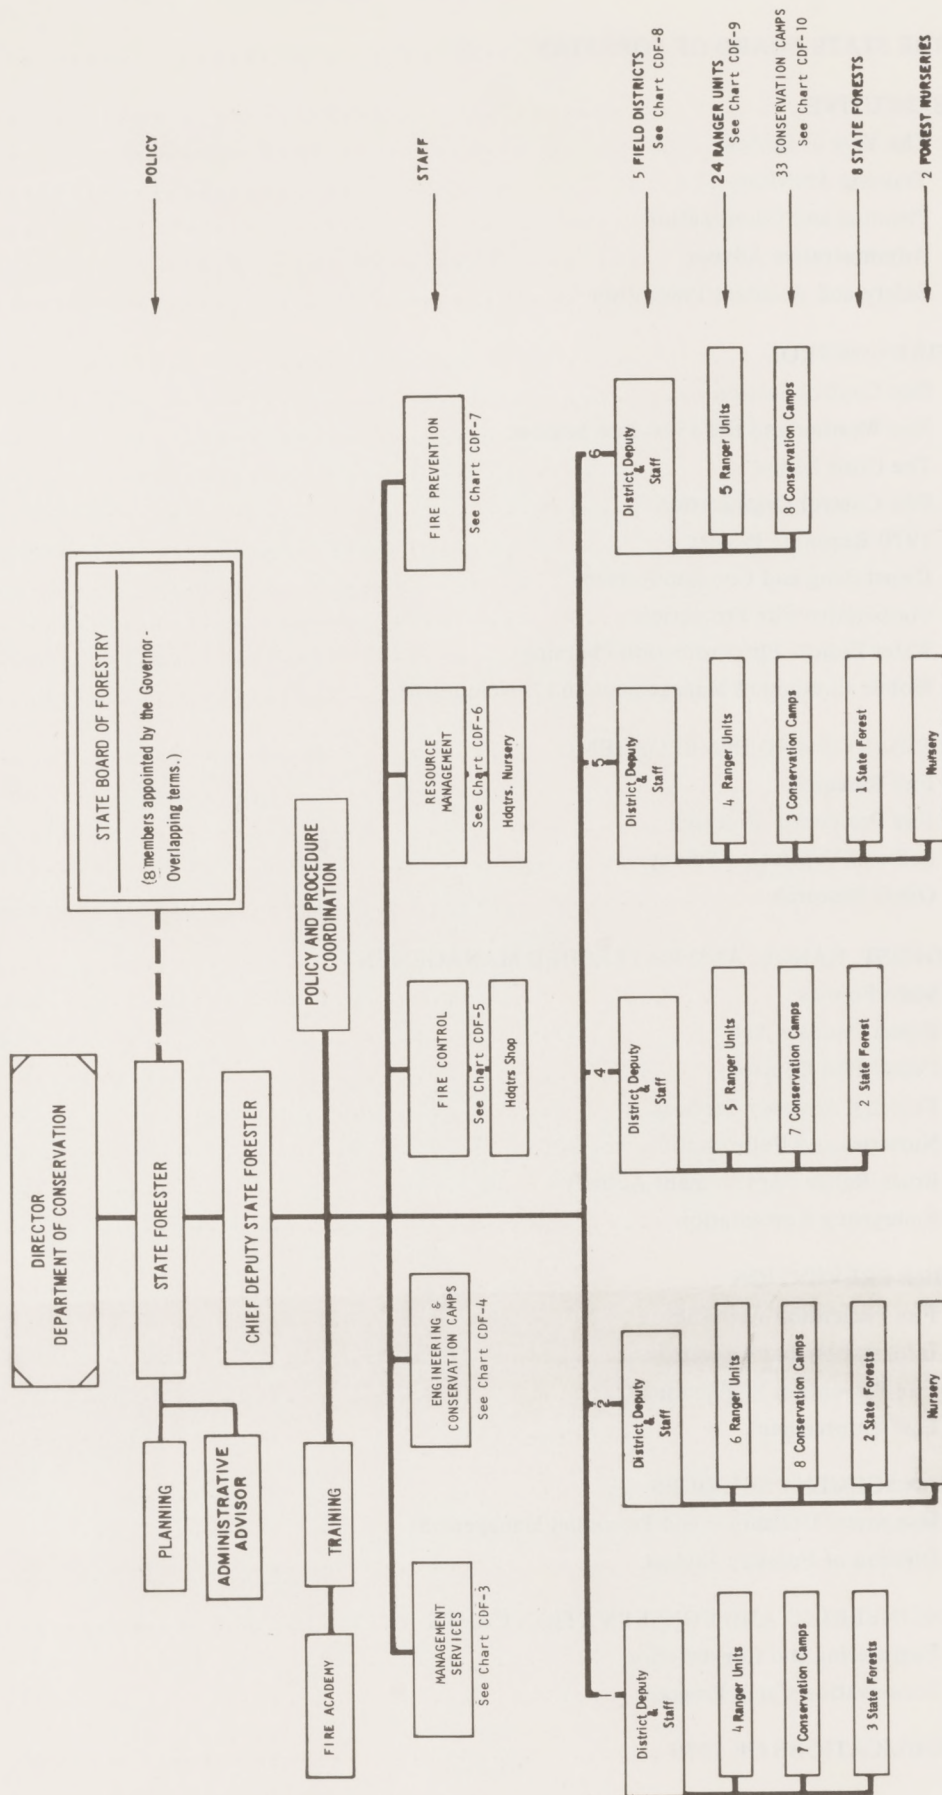 DIRECTOR
DEPARTMENT OF CONSERVATION
STATE BOARD OF FORESTRY
(8 members appointed by the Governor -
Overlapping terms.)
POLICY
STATE FORESTER
PLANNING
ADMINISTRATIVE
ADVISOR
CHIEF DEPUTY STATE FORESTER
FIRE ACADEMY
TRAINING
POLICY AND PROCEDURE
COORDINATION
STAFF
MANAGEMENT
SERVICES
See Chart CDF-3
ENGINEERING &
CONSERVATION CAMPS
See Chart CDF-4
FIRE CONTROL
See Chart CDF-5
Hdqtrs Shop
RESOURCE
MANAGEMENT
See Chart CDF-6
Hdqtrs. Nursery
FIRE PREVENTION
See Chart CDF-7
1
District Deputy
&
Staff
4 Ranger Units
7 Conservation Camps
3 State Forests
2
District Deputy
&
Staff
6 Ranger Units
8 Conservation Camps
2 State Forests
Nursery
4
District Deputy
&
Staff
5 Ranger Units
7 Conservation Camps
2 State Forest
5
District Deputy
&
Staff
4 Ranger Units
3 Conservation Camps
1 State Forest
Nursery
6
District Deputy
&
Staff
5 Ranger Units
8 Conservation Camps
5 FIELD DISTRICTS
See Chart CDF-8
24 RANGER UNITS
See Chart CDF-9
33 CONSERVATION CAMPS
See Chart CDF-10
8 STATE FORESTS
2 FOREST NURSERIES